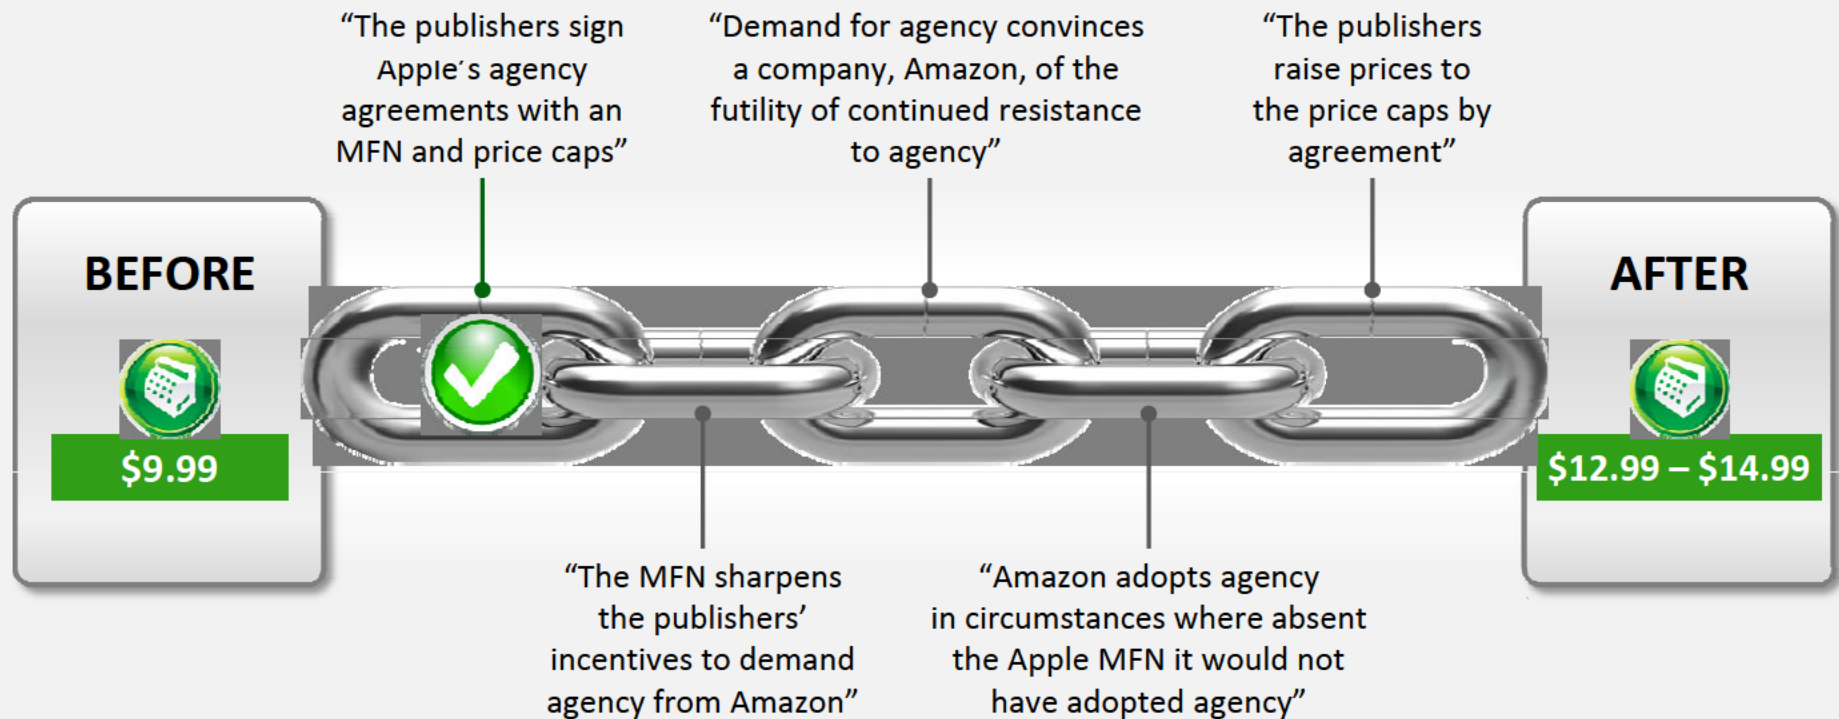 “The publishers sign
Apple’s agency
agreements with an
MFN and price caps”
“Demand for agency convinces
a company, Amazon, of the
futility of continued resistance
to agency”
“The publishers
raise prices to
the price caps by
agreement”
BEFORE
$9.99
AFTER
$12.99 – $14.99
“The MFN sharpens
the publishers’
incentives to demand
agency from Amazon”
“Amazon adopts agency
in circumstances where absent
the Apple MFN it would not
have adopted agency”